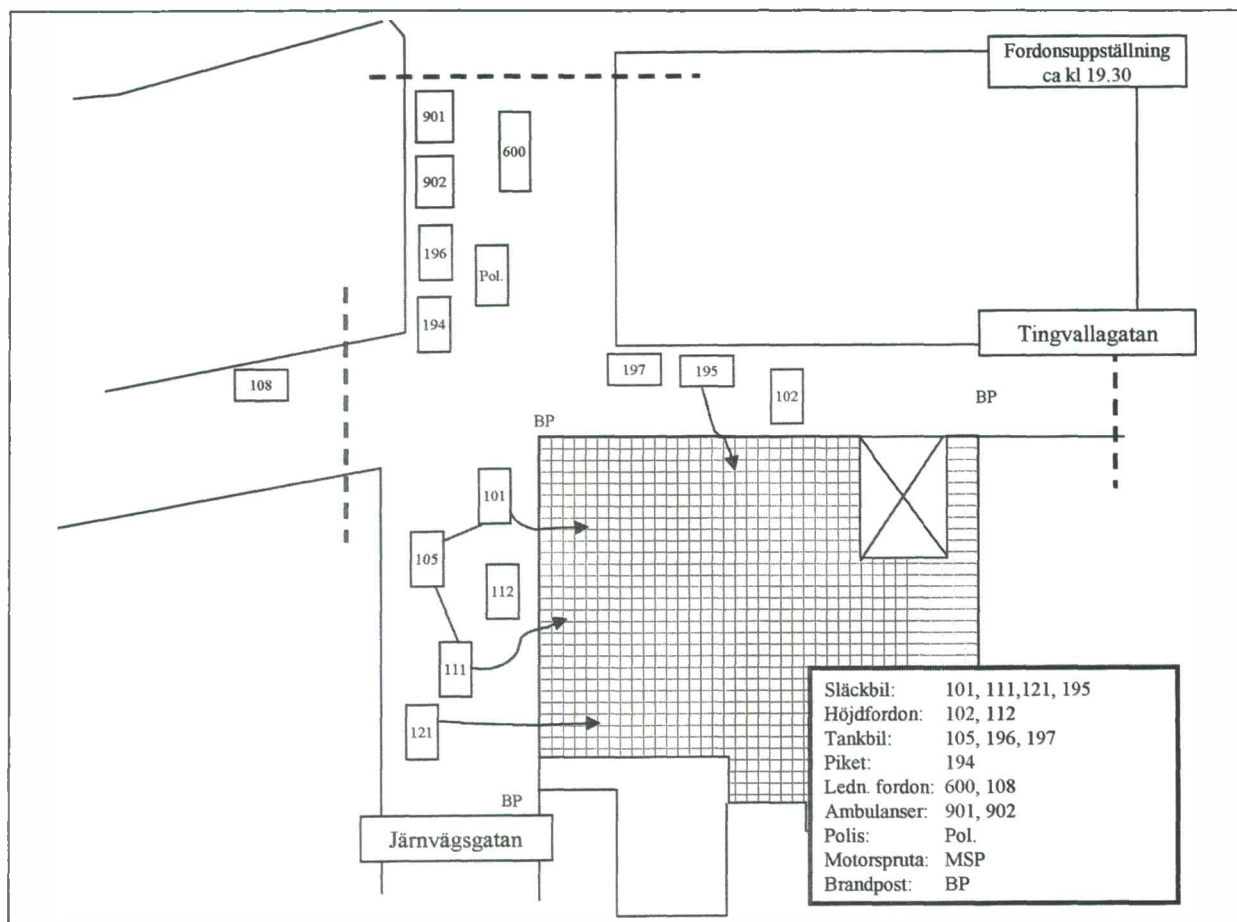 Fordonsuppställning
ca kl 19.30
901
600
902
196
Pol.
194
Tingvallagatan
108
197
195
102
BP
BP
101
105
112
111
121
BP
Järnvägsgatan
Släckbil: 101, 111,121, 195
Höjdfordon: 102, 112
Tankbil: 105, 196, 197
Piket: 194
Ledn. fordon: 600, 108
Ambulanser: 901, 902
Polis: Pol.
Motorspruta: MSP
Brandpost: BP